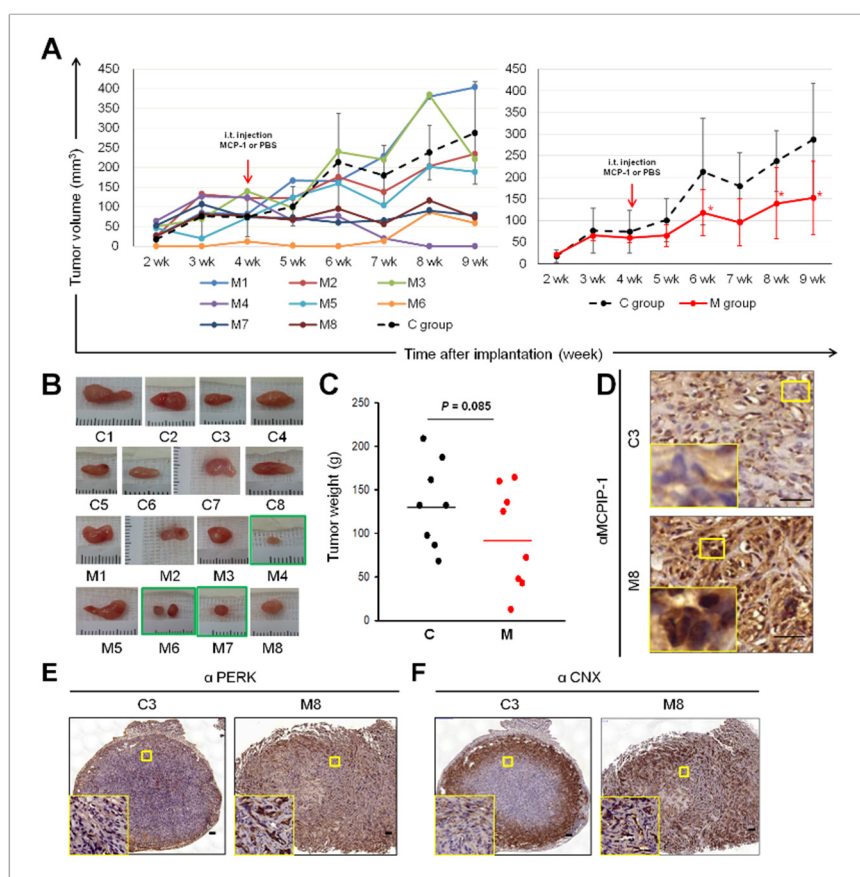 A
Tumor volume (mm³)
450
400
350
300
250
200
150
100
50
0
i.t. injection
MCP-1 or PBS
2 wk 3 wk 4 wk 5 wk 6 wk 7 wk 8 wk 9 wk
M1 M2 M3
M4 M5 M6
M7 M8 C group
450
400
350
300
250
200
150
100
50
0
i.t. injection
MCP-1 or PBS
* * *
2 wk 3 wk 4 wk 5 wk 6 wk 7 wk 8 wk 9 wk
C group M group
Time after implantation (week)
B
C1 C2 C3 C4
C5 C6 C7 C8
M1 M2 M3 M4
M5 M6 M7 M8
C
Tumor weight (g)
P = 0.085
250
200
150
100
50
0
C M
D
αMCPIP-1
C3
M8
E
α PERK
C3 M8
F
α CNX
C3 M8